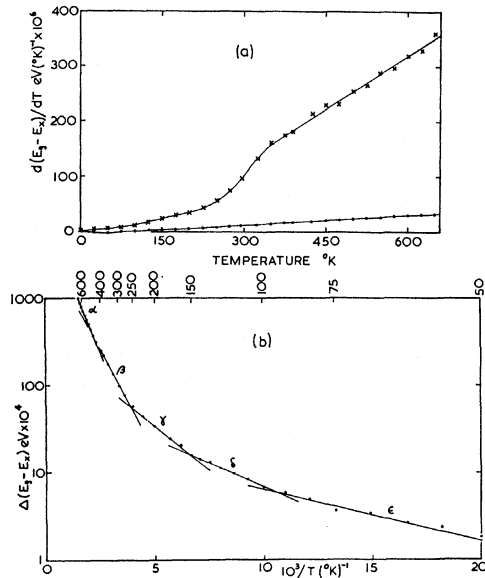 400
300
200
100
0
d(Eg-Ex)/dT eV(°K)⁻¹×10⁶
(a)
0 150 300 450 600
TEMPERATURE °K
600 400 300 250 200 150 100 75 50
1000
100
10
1
Δ(Eg-Ex) eV×10⁴
(b)
α
β
γ
δ
ε
0 5 10 15 20
10³/T (°K)⁻¹